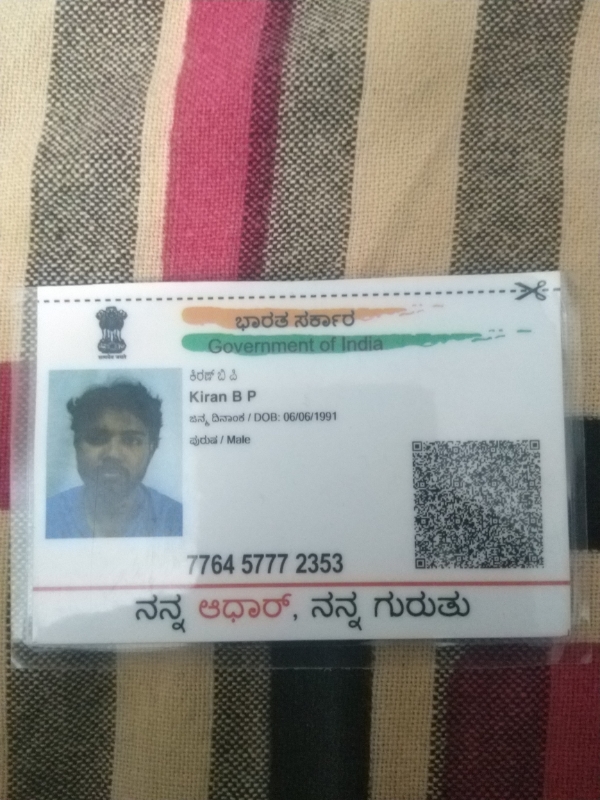 ಭಾರತ ಸರ್ಕಾರ
Government of India
ಕಿರಣ್ ಬಿ ಪಿ
Kiran B P
ಜನ್ಮ ದಿನಾಂಕ / DOB: 06/06/1991
ಪುರುಷ / Male
7764 5777 2353
ನನ್ನ ಆಧಾರ್, ನನ್ನ ಗುರುತು